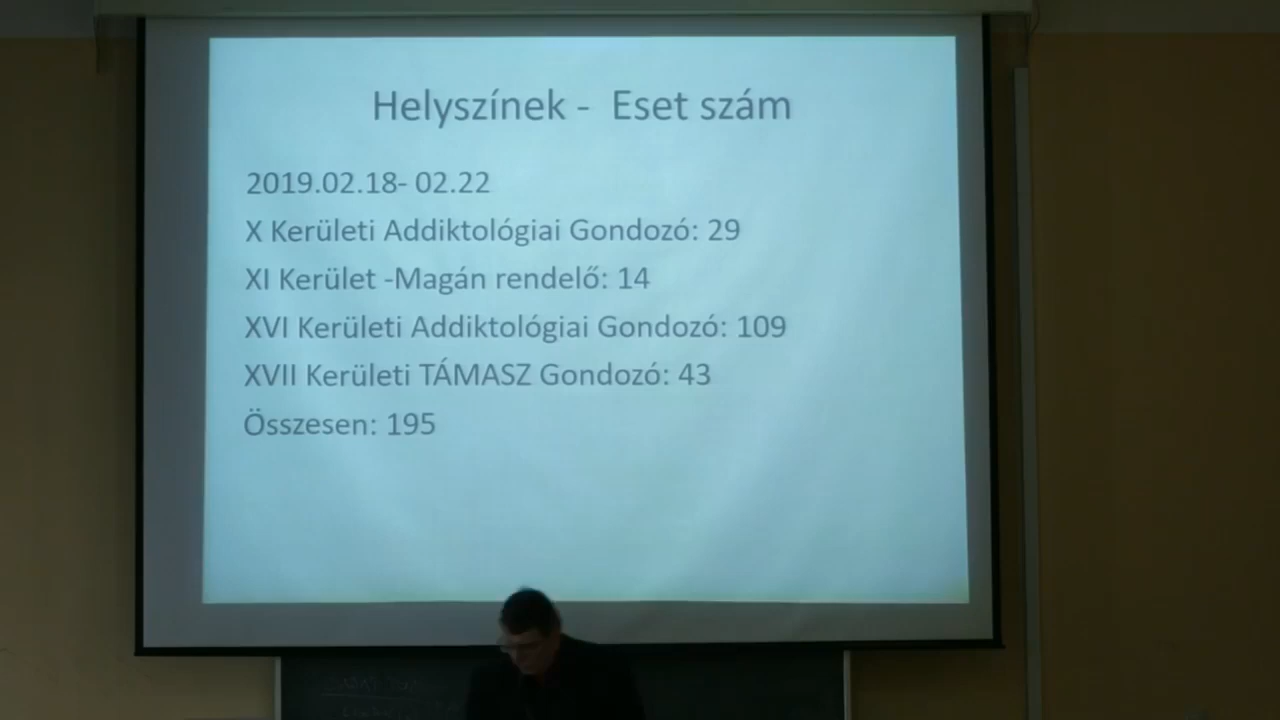 Helyszínek - Eset szám
2019.02.18- 02.22
X Kerületi Addiktológiai Gondozó: 29
XI Kerület -Magán rendelő: 14
XVI Kerületi Addiktológiai Gondozó: 109
XVII Kerületi TÁMASZ Gondozó: 43
Összesen: 195